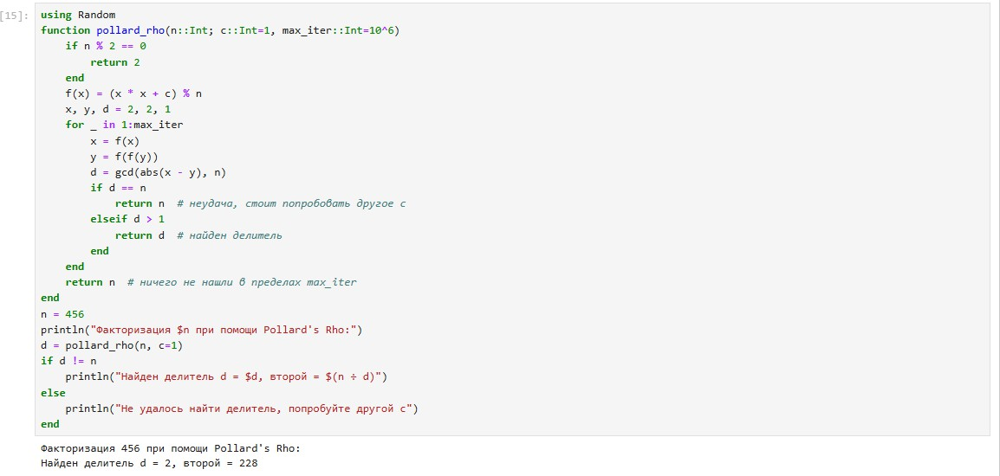 [15]:
using Random
function pollard_rho(n::Int; c::Int=1, max_iter::Int=10^6)
    if n % 2 == 0
        return 2
    end
    f(x) = (x * x + c) % n
    x, y, d = 2, 2, 1
    for _ in 1:max_iter
        x = f(x)
        y = f(f(y))
        d = gcd(abs(x - y), n)
        if d == n
            return n  # неудача, стоит попробовать другое c
        elseif d > 1
            return d  # найден делитель
        end
    end
    return n  # ничего не нашли в пределах max_iter
end
n = 456
println("Факторизация $n при помощи Pollard's Rho:")
d = pollard_rho(n, c=1)
if d != n
    println("Найден делитель d = $d, второй = $(n ÷ d)")
else
    println("Не удалось найти делитель, попробуйте другой c")
end
Факторизация 456 при помощи Pollard's Rho:
Найден делитель d = 2, второй = 228